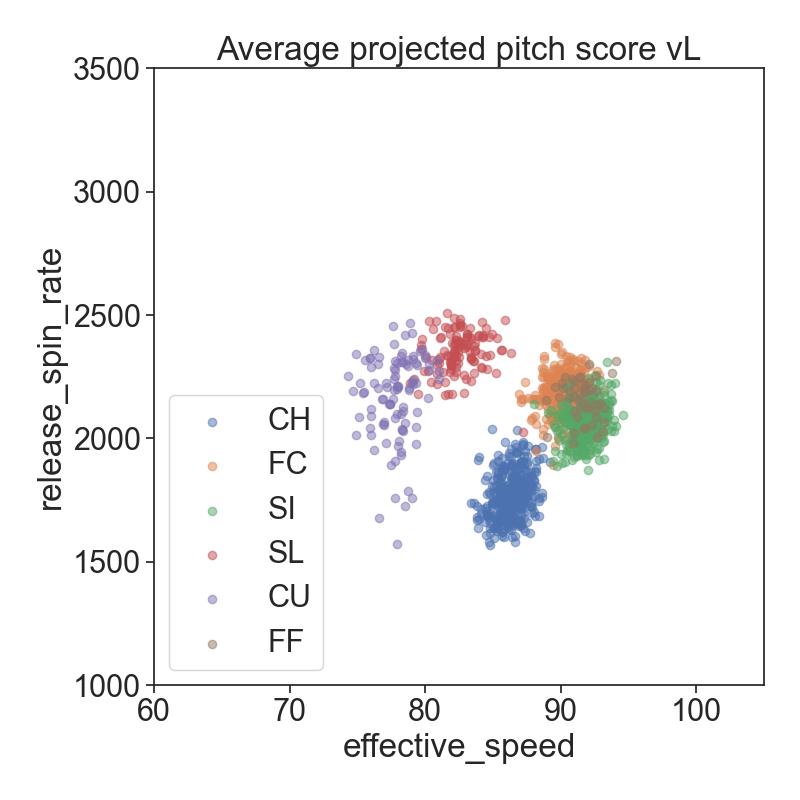 Average projected pitch score vL
3500
3000
2500
2000
1500
1000
release_spin_rate
CH
FC
SI
SL
CU
FF
60 70 80 90 100
effective_speed